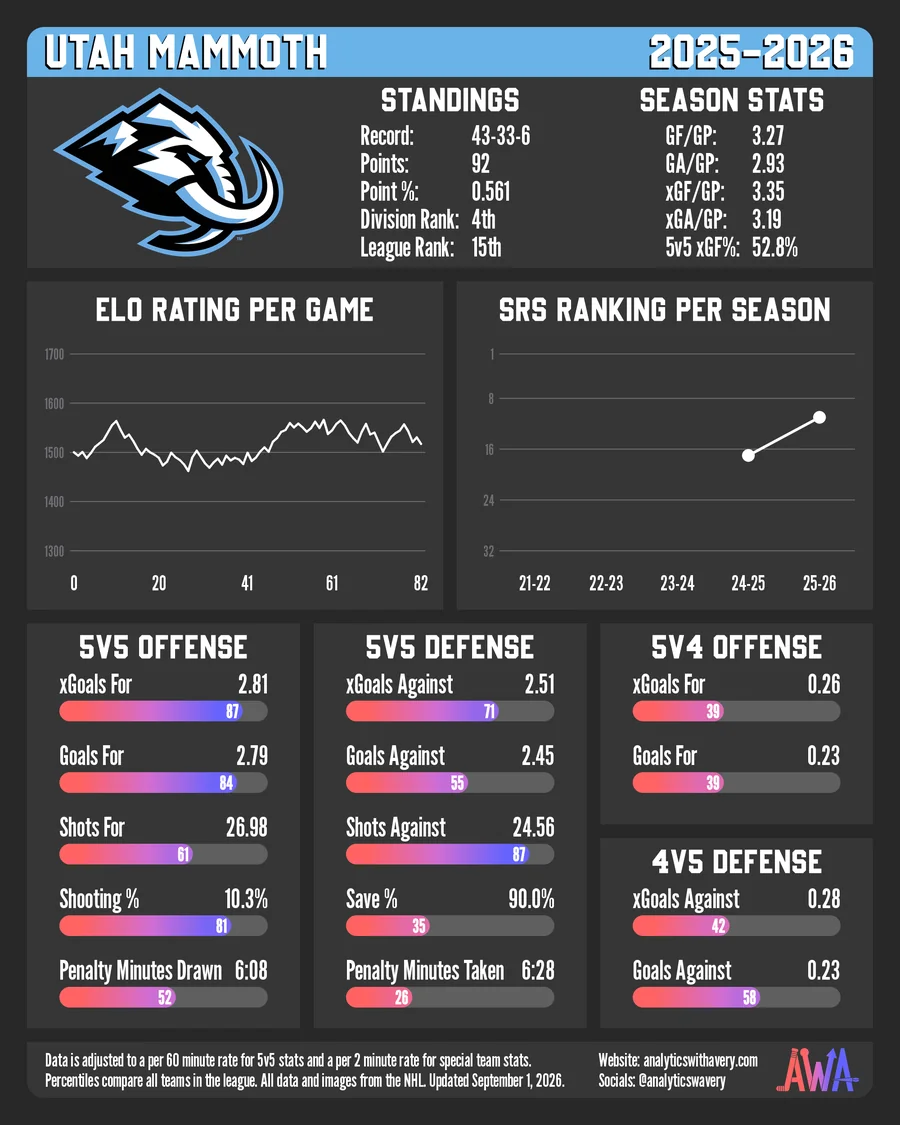 UTAH MAMMOTH 2025-2026
STANDINGS
Record: 43-33-6
Points: 92
Point %: 0.561
Division Rank: 4th
League Rank: 15th
SEASON STATS
GF/GP: 3.27
GA/GP: 2.93
xGF/GP: 3.35
xGA/GP: 3.19
5v5 xGF%: 52.8%
TM
ELO RATING PER GAME
1700
1600
1500
1400
1300
0 20 41 61 82
SRS RANKING PER SEASON
1
8
16
24
32
21-22 22-23 23-24 24-25 25-26
5V5 OFFENSE
xGoals For 2.81
87
Goals For 2.79
84
Shots For 26.98
61
Shooting % 10.3%
81
Penalty Minutes Drawn 6:08
52
5V5 DEFENSE
xGoals Against 2.51
71
Goals Against 2.45
55
Shots Against 24.56
87
Save % 90.0%
35
Penalty Minutes Taken 6:28
26
5V4 OFFENSE
xGoals For 0.26
39
Goals For 0.23
39
4V5 DEFENSE
xGoals Against 0.28
42
Goals Against 0.23
58
Data is adjusted to a per 60 minute rate for 5v5 stats and a per 2 minute rate for special team stats.
Percentiles compare all teams in the league. All data and images from the NHL. Updated September 1, 2026.
Website: analyticswithavery.com
Socials: @analyticswavery
AWA